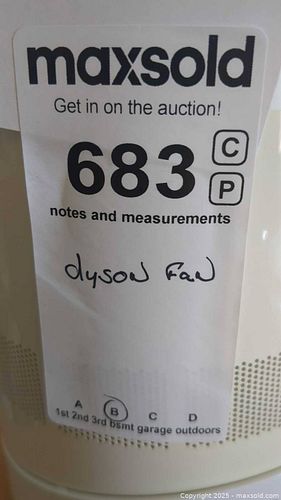 maxsold
Get in on the auction!
683 C
P
notes and measurements
dyson Fan
A B C D
1st 2nd 3rd bsmt garage outdoors
Copyright © 2025 - www.maxsold.com